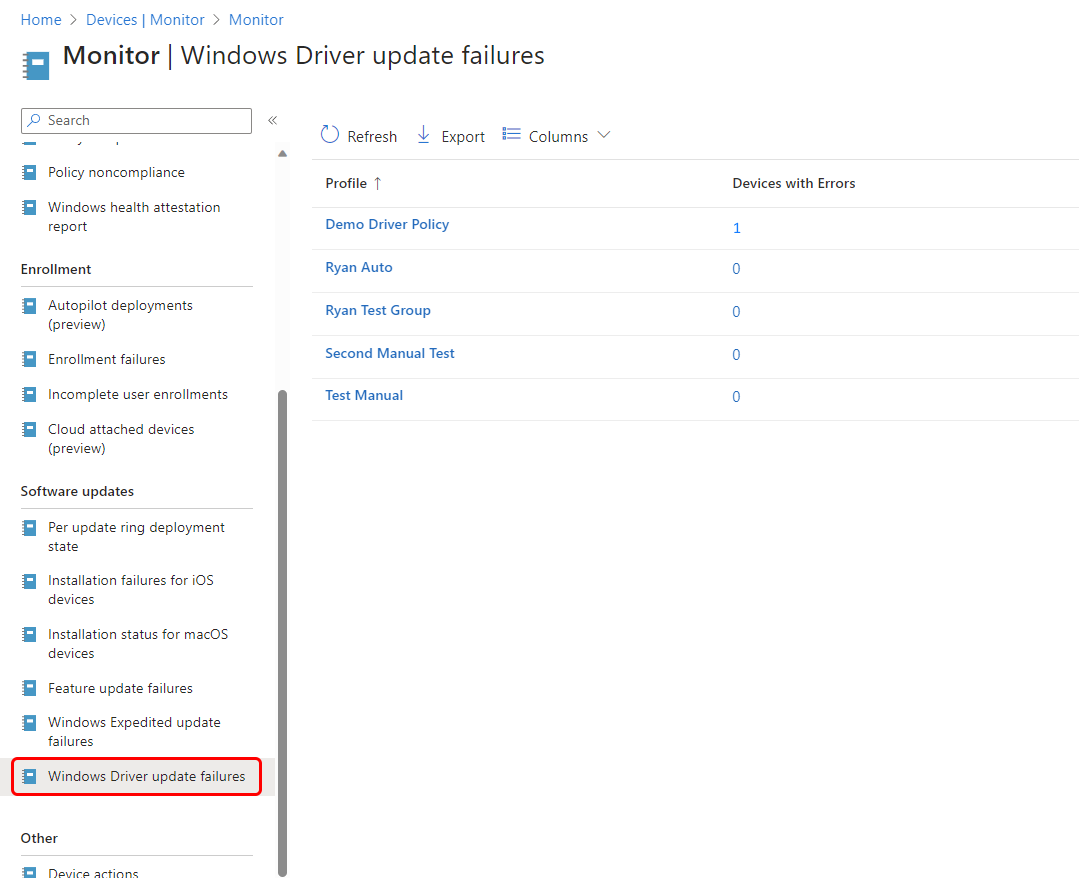 Home > Devices | Monitor > Monitor
Monitor | Windows Driver update failures
Search
«
Policy noncompliance
Windows health attestation
report
Enrollment
Autopilot deployments
(preview)
Enrollment failures
Incomplete user enrollments
Cloud attached devices
(preview)
Software updates
Per update ring deployment
state
Installation failures for iOS
devices
Installation status for macOS
devices
Feature update failures
Windows Expedited update
failures
Windows Driver update failures
Other
Device actions
Refresh Export Columns
Profile ↑ Devices with Errors
Demo Driver Policy 1
Ryan Auto 0
Ryan Test Group 0
Second Manual Test 0
Test Manual 0